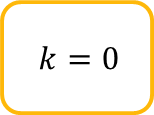 k = 0